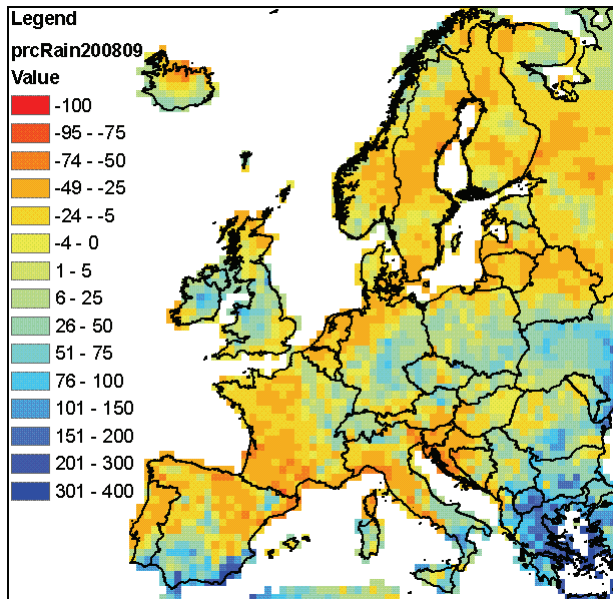 Legend
prcRain200809
Value
-100
-95 - -75
-74 - -50
-49 - -25
-24 - -5
-4 - 0
1 - 5
6 - 25
26 - 50
51 - 75
76 - 100
101 - 150
151 - 200
201 - 300
301 - 400